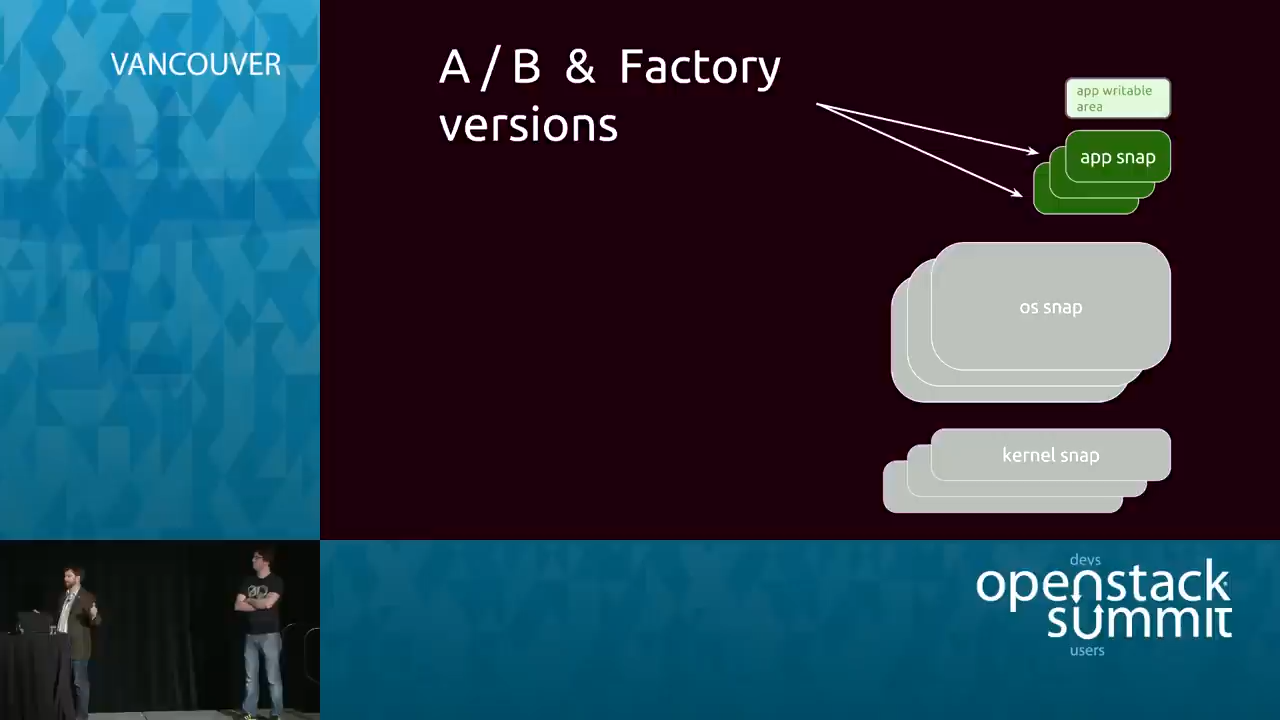 VANCOUVER
A / B & Factory
versions
app writable
area
app snap
os snap
kernel snap
devs
openstack
summit
users